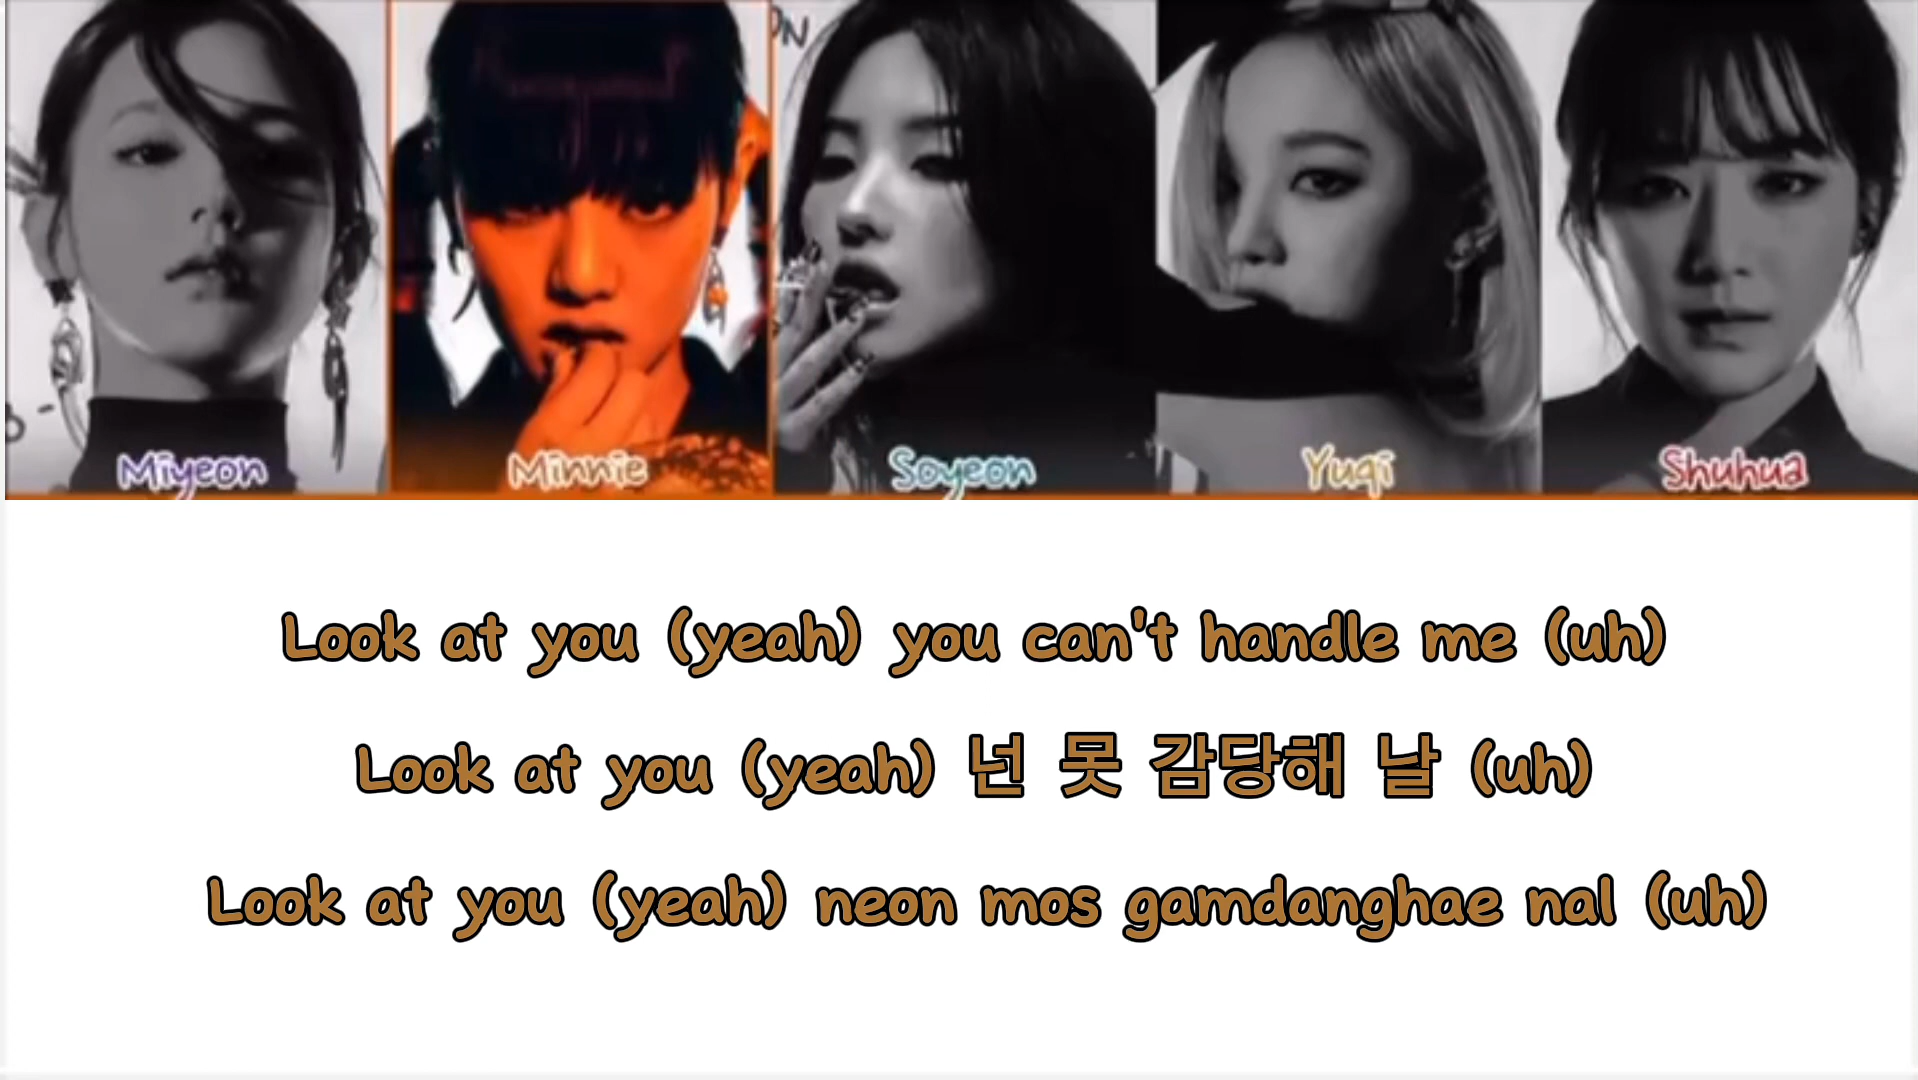 Miyeon Minnie Soyeon Yuqi Shuhua
Look at you (yeah) you can't handle me (uh)
Look at you (yeah) 넌 못 감당해 날 (uh)
Look at you (yeah) neon mos gamdanghae nal (uh)